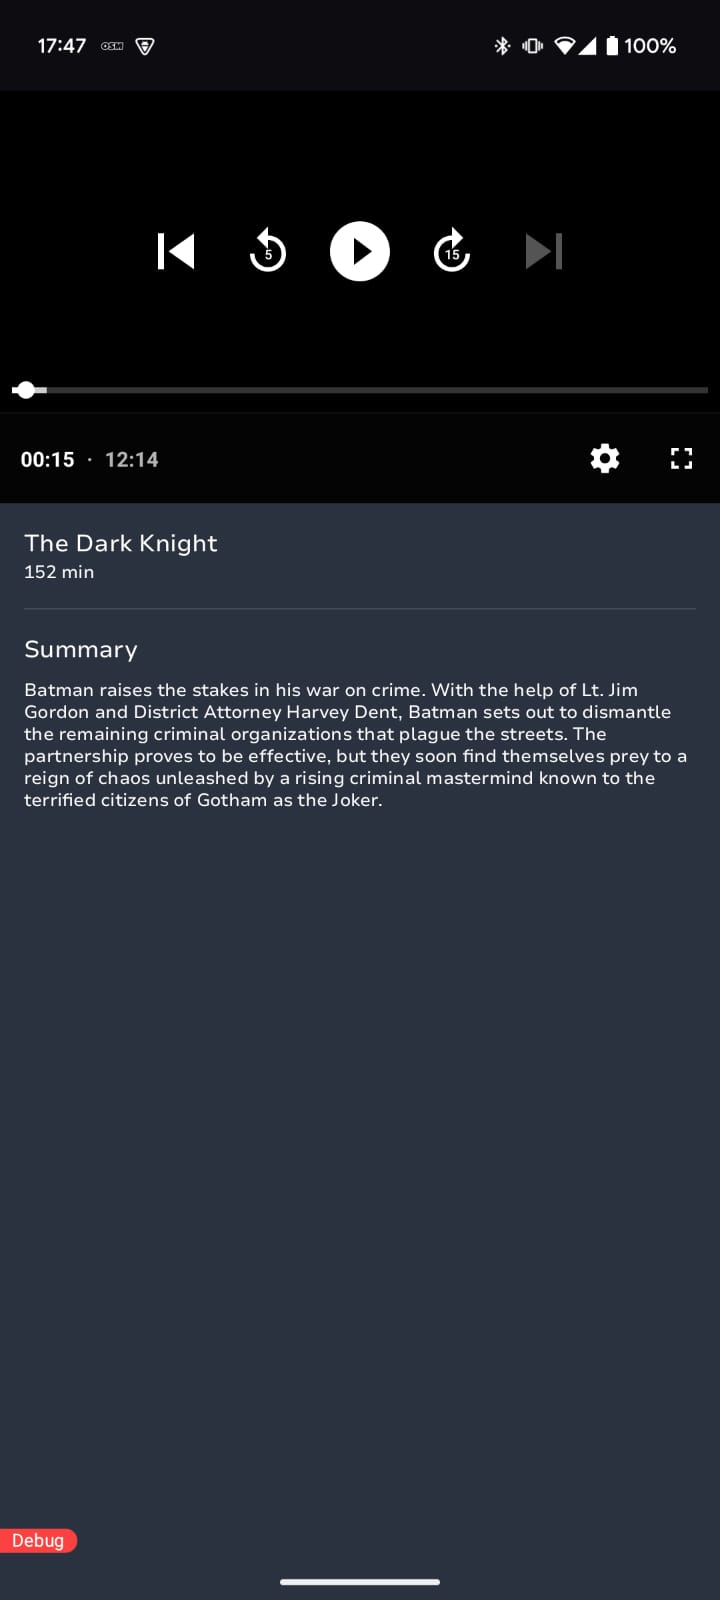 17:47 OSM 100%
5 15
00:15 · 12:14
The Dark Knight
152 min
Summary
Batman raises the stakes in his war on crime. With the help of Lt. Jim
Gordon and District Attorney Harvey Dent, Batman sets out to dismantle
the remaining criminal organizations that plague the streets. The
partnership proves to be effective, but they soon find themselves prey to a
reign of chaos unleashed by a rising criminal mastermind known to the
terrified citizens of Gotham as the Joker.
Debug